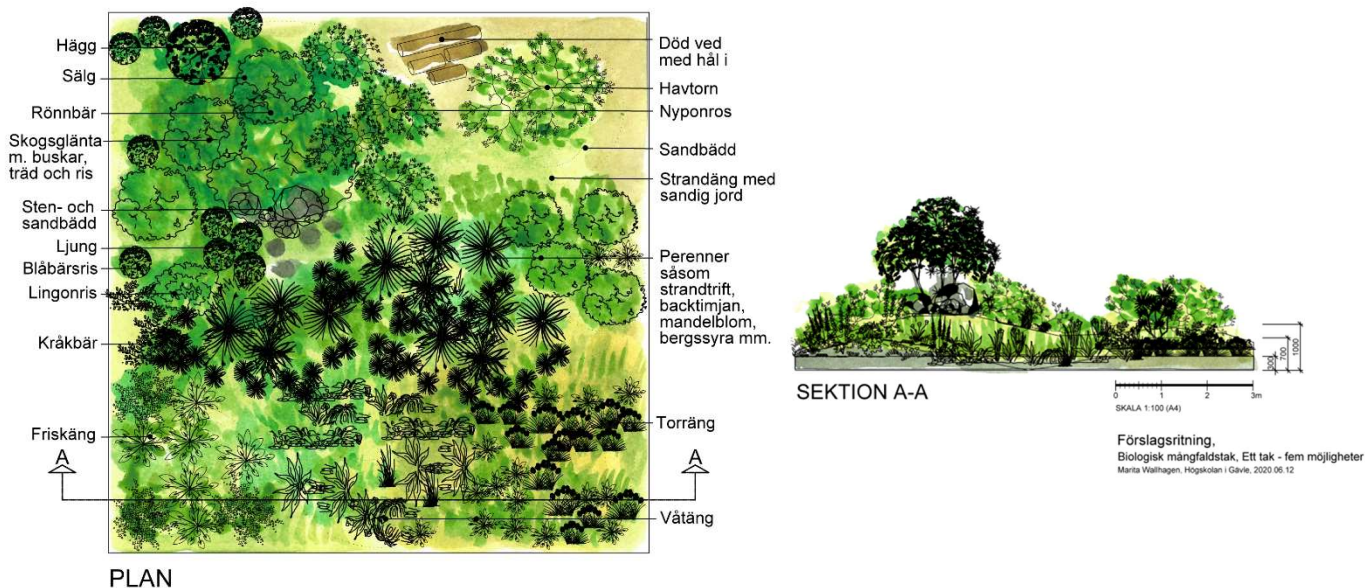 Hägg
Sälg
Rönnbär
Skogsglänta
m. buskar,
träd och ris
Sten- och
sandbädd
Ljung
Blåbärsris
Lingonris
Kråkbär
Friskäng
A
Död ved
med hål i
Havtorn
Nyponros
Sandbädd
Strandäng med
sandig jord
Perenner
såsom
strandtrift,
backtimjan,
mandelblom,
bergssyra mm.
Torräng
A
Våtäng
PLAN
SEKTION A-A
300
700
1000
0 1 2 3m
SKALA 1:100 (A4)
Förslagsritning,
Biologisk mångfaldstak, Ett tak - fem möjligheter
Marita Wallhagen, Högskolan i Gävle, 2020.06.12